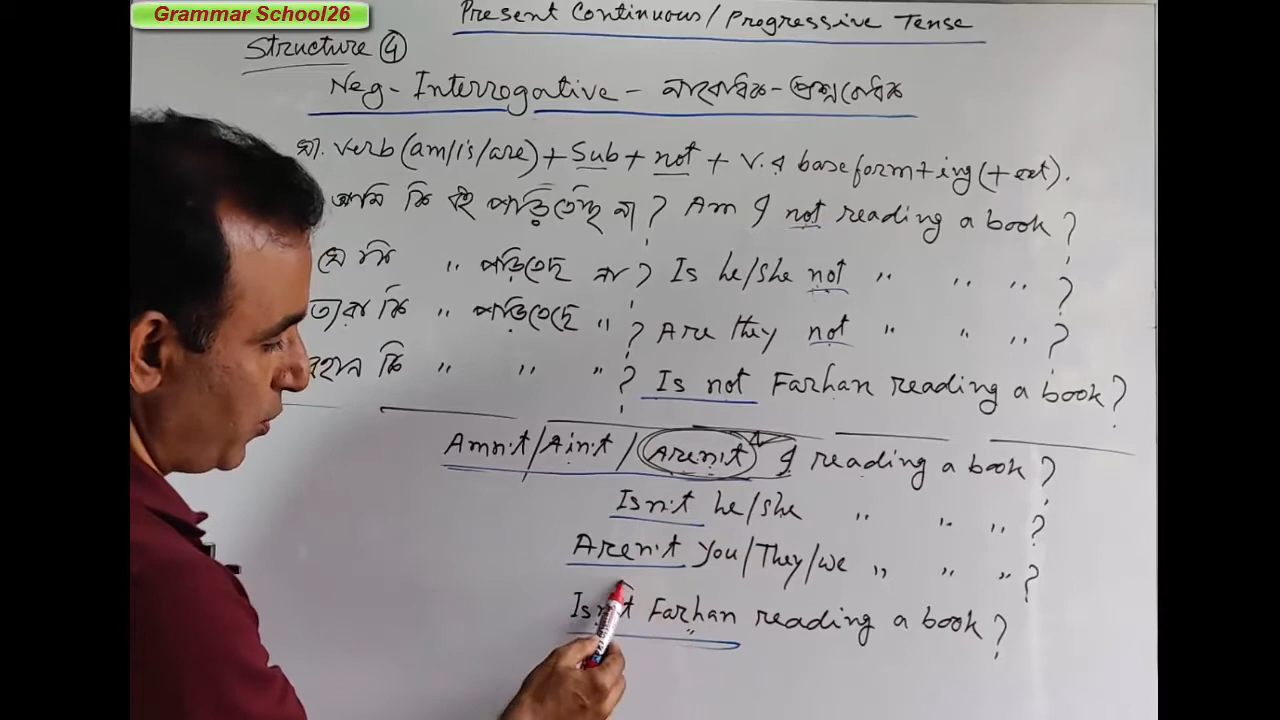 Grammar School26
Present Continuous/Progressive Tense
Structure ④
Neg-Interrogative - নাবোধক-প্রশ্নবোধক
সা. verb (am/is/are) + Sub + not + V. এ base form + ing (+ ext).
আমি কি বই পড়িতেছি না? Am I not reading a book?
সে কি " পড়িতেছে না? Is he/she not " " "?
তারা কি " পড়িতেছে "? Are they not " " "?
কি " " "? Is not Farhan reading a book?
Amn't/Ain't/Aren't I reading a book?
Isn't he/she " " "?
Aren't You/They/we " " "?
Isn't Farhan reading a book?